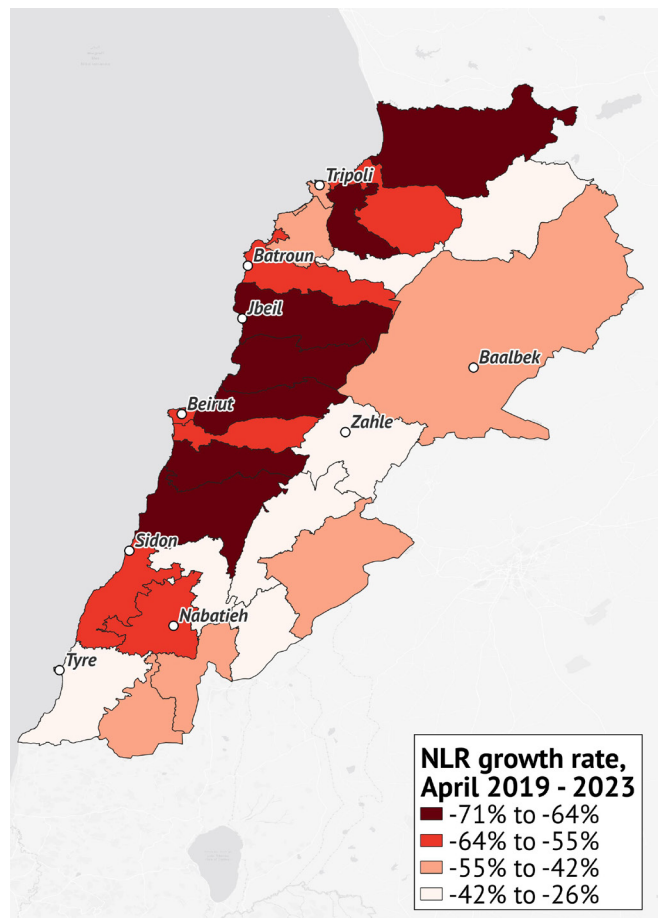 Tripoli
Batroun
Jbeil
Baalbek
Beirut
Zahle
Sidon
Nabatieh
Tyre
NLR growth rate,
April 2019 - 2023
-71% to -64%
-64% to -55%
-55% to -42%
-42% to -26%